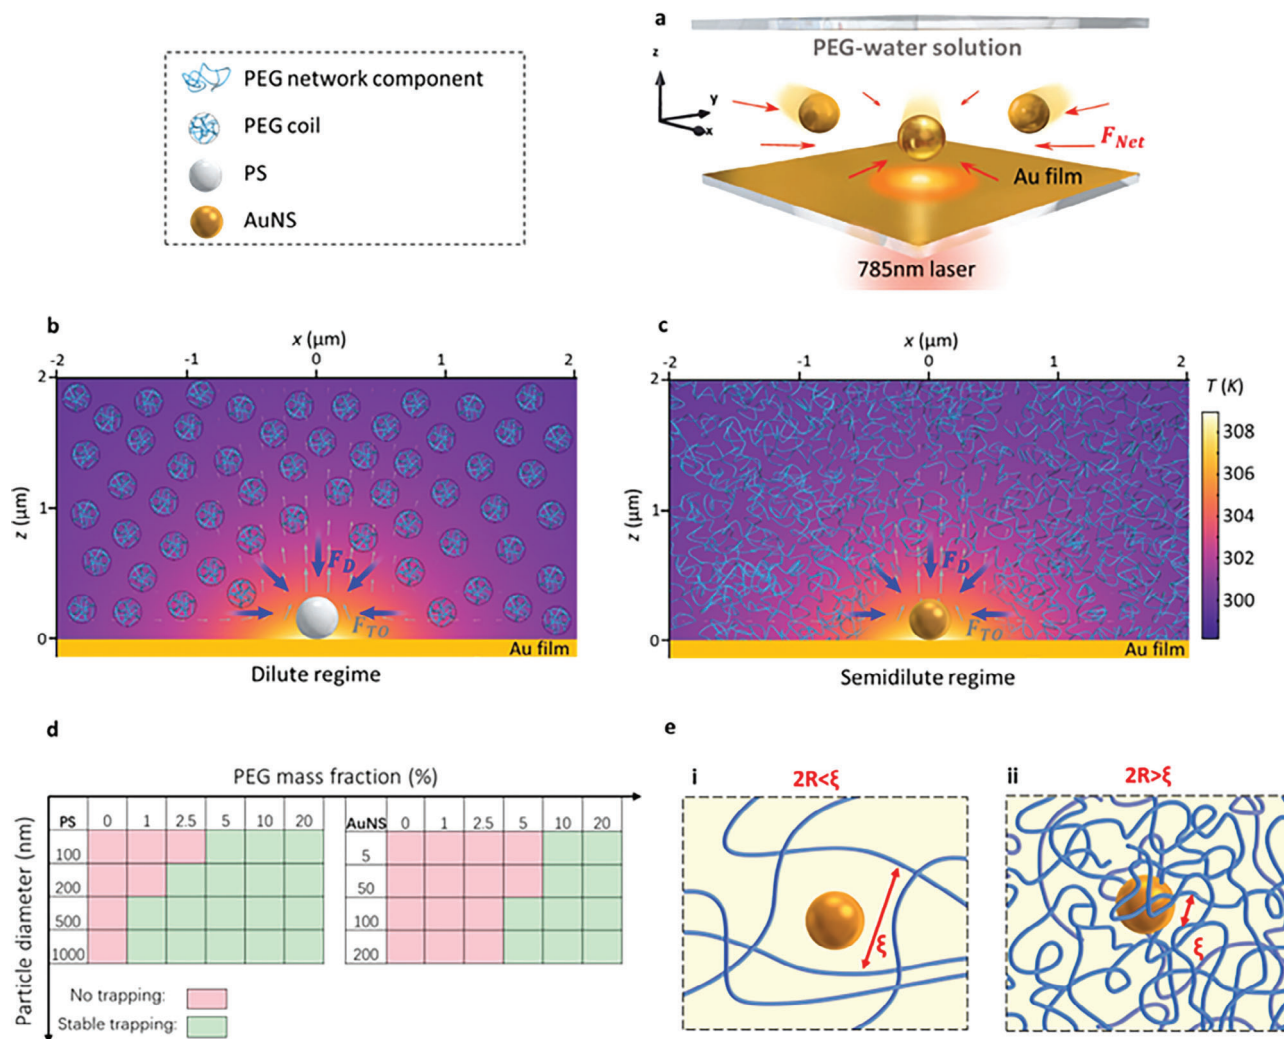 PEG network component
PEG coil
PS
AuNS
a
PEG-water solution
z
y
x
F_Net
Au film
785nm laser
b
x (μm)
-2 -1 0 1 2
2
1
0
z (μm)
F_D
F_TO
Au film
Dilute regime
c
x (μm)
-2 -1 0 1 2
2
1
0
z (μm)
F_D
F_TO
Au film
Semidilute regime
T (K)
308
306
304
302
300
d
PEG mass fraction (%)
Particle diameter (nm)
PS 0 1 2.5 5 10 20
100
200
500
1000
AuNS 0 1 2.5 5 10 20
5
50
100
200
No trapping:
Stable trapping:
e
i
2R<ξ
ξ
ii
2R>ξ
ξ